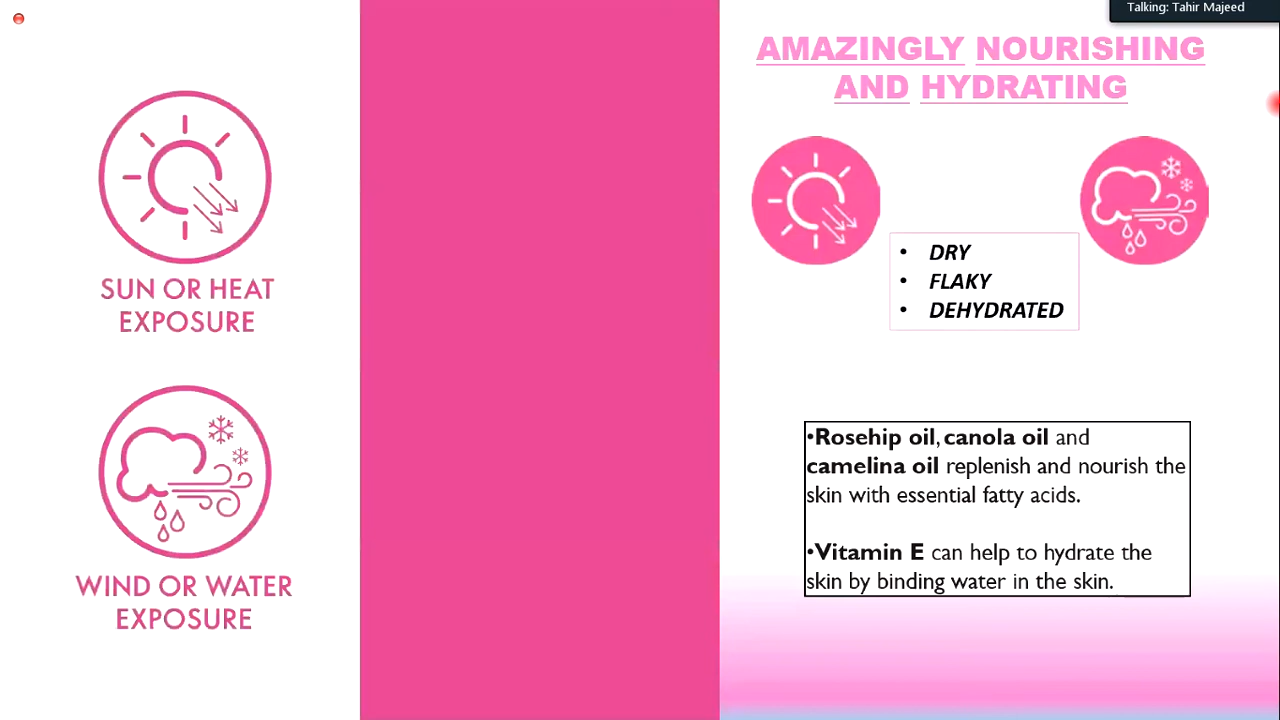 Talking: Tahir Majeed
SUN OR HEAT
EXPOSURE
WIND OR WATER
EXPOSURE
AMAZINGLY NOURISHING
AND HYDRATING
• DRY
• FLAKY
• DEHYDRATED
•Rosehip oil, canola oil and
camelina oil replenish and nourish the
skin with essential fatty acids.
•Vitamin E can help to hydrate the
skin by binding water in the skin.